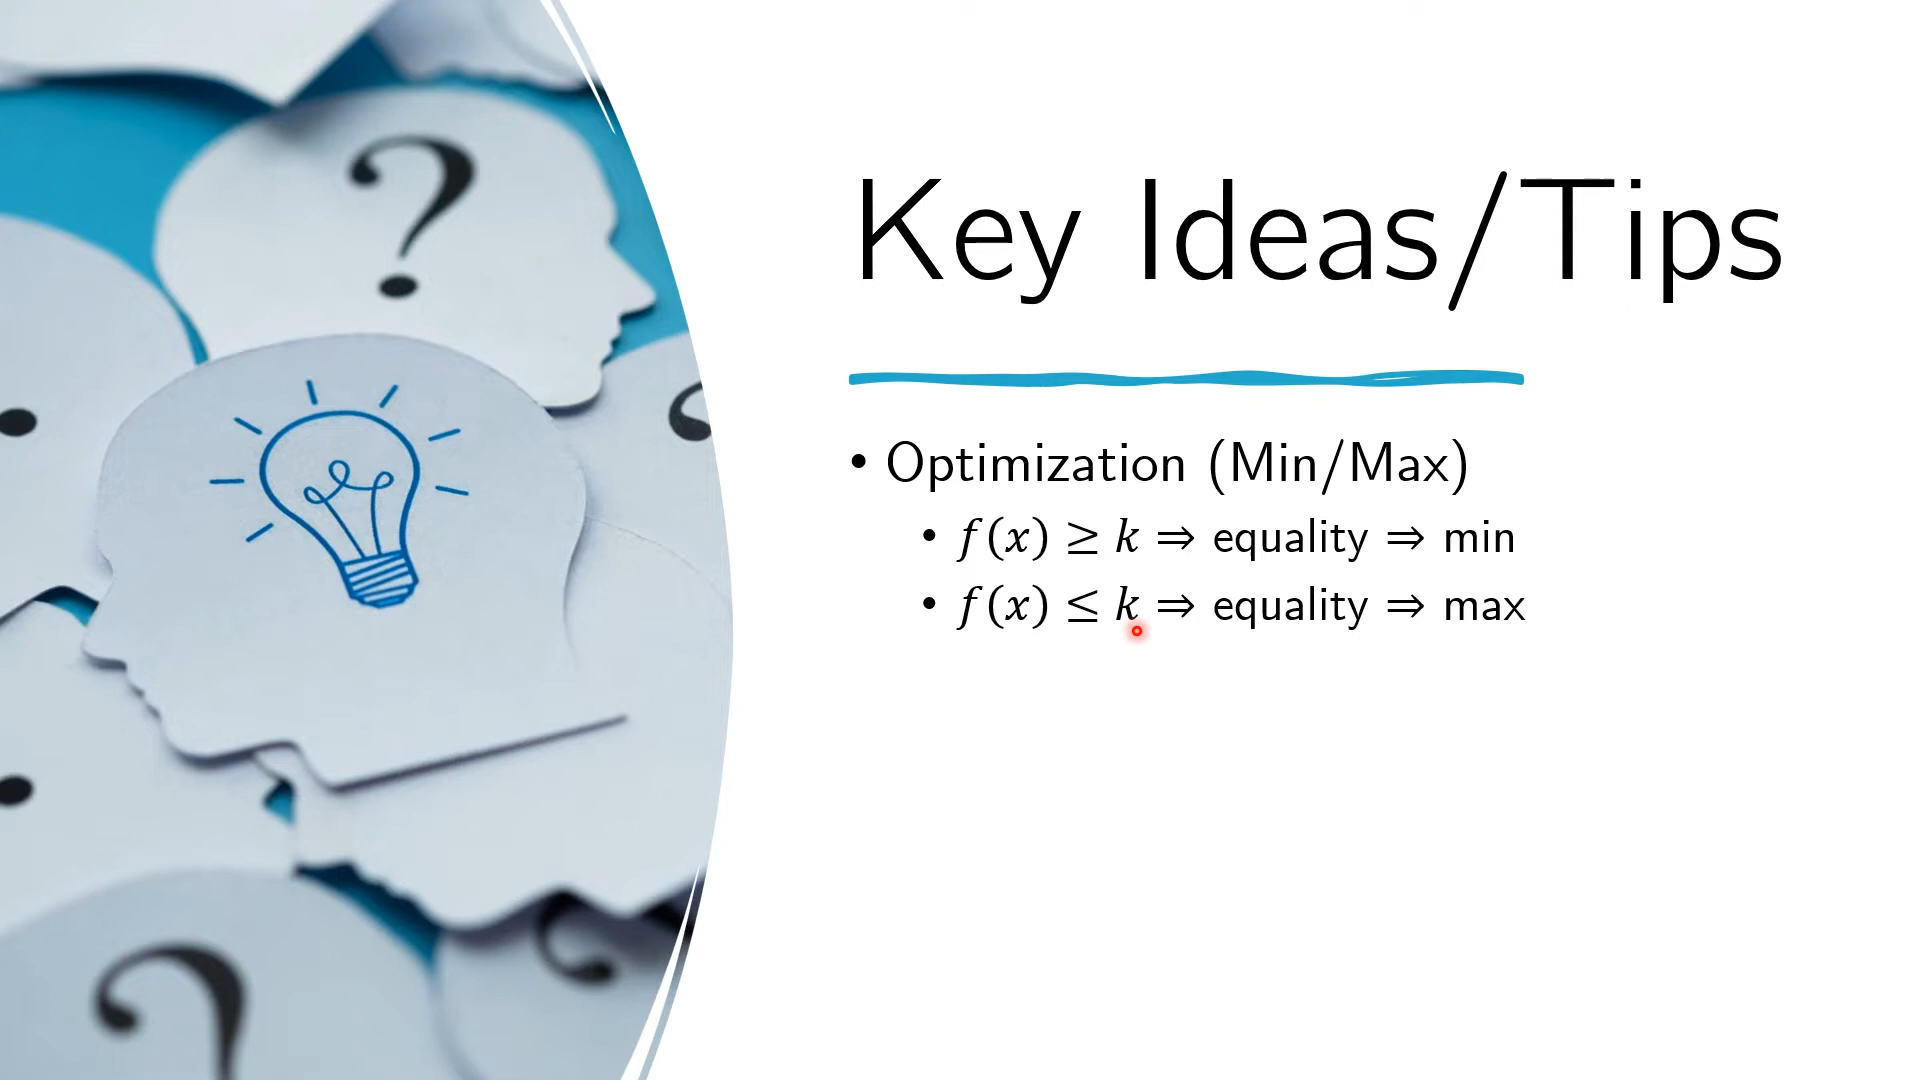 Key Ideas/Tips
• Optimization (Min/Max)
• f(x) ≥ k ⇒ equality ⇒ min
• f(x) ≤ k ⇒ equality ⇒ max
?
?